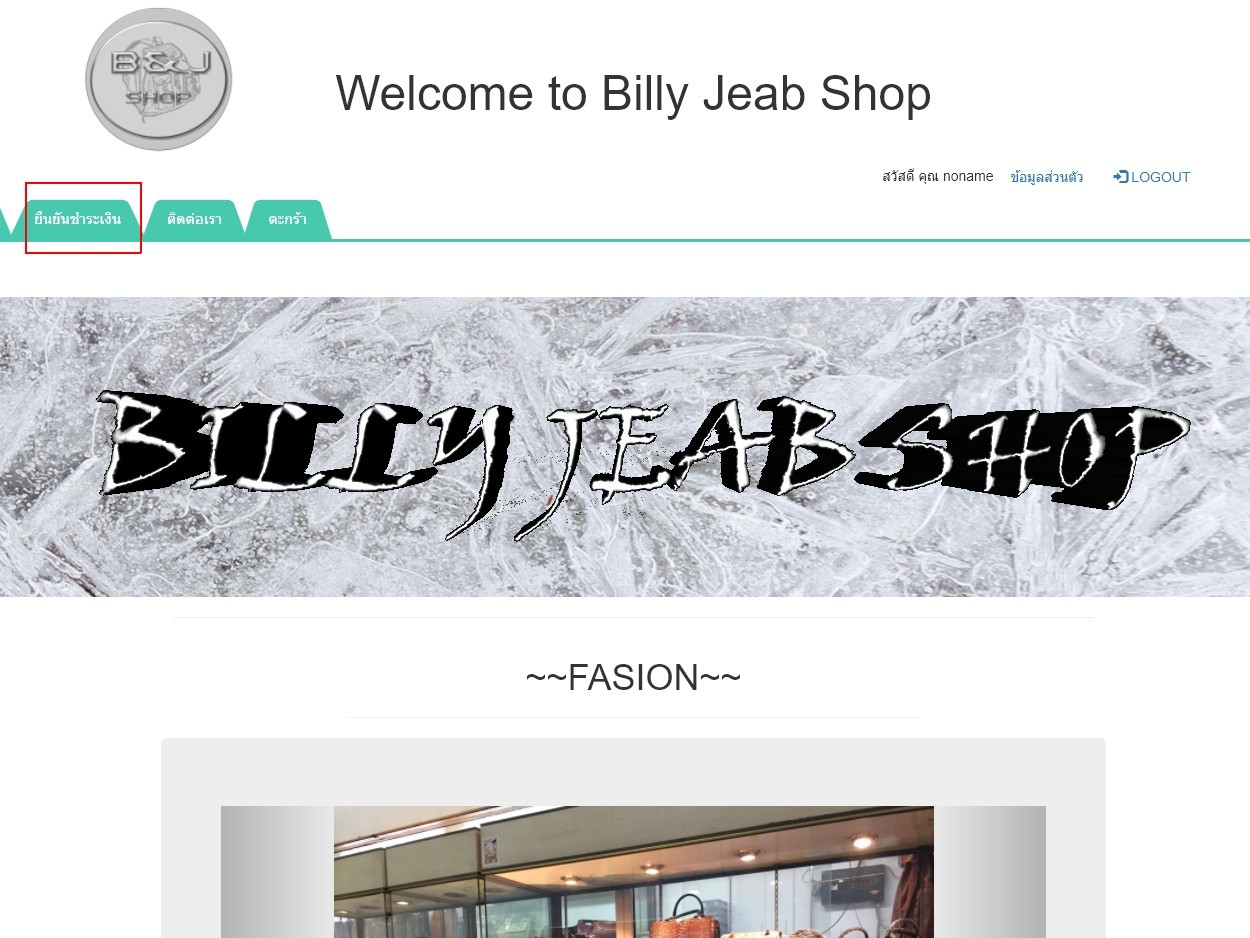 B&J
SHOP
Welcome to Billy Jeab Shop
สวัสดี คุณ noname ข้อมูลส่วนตัว LOGOUT
ยืนยันชำระเงิน ติดต่อเรา ตะกร้า
BILLY JEAB SHOP
~~FASION~~